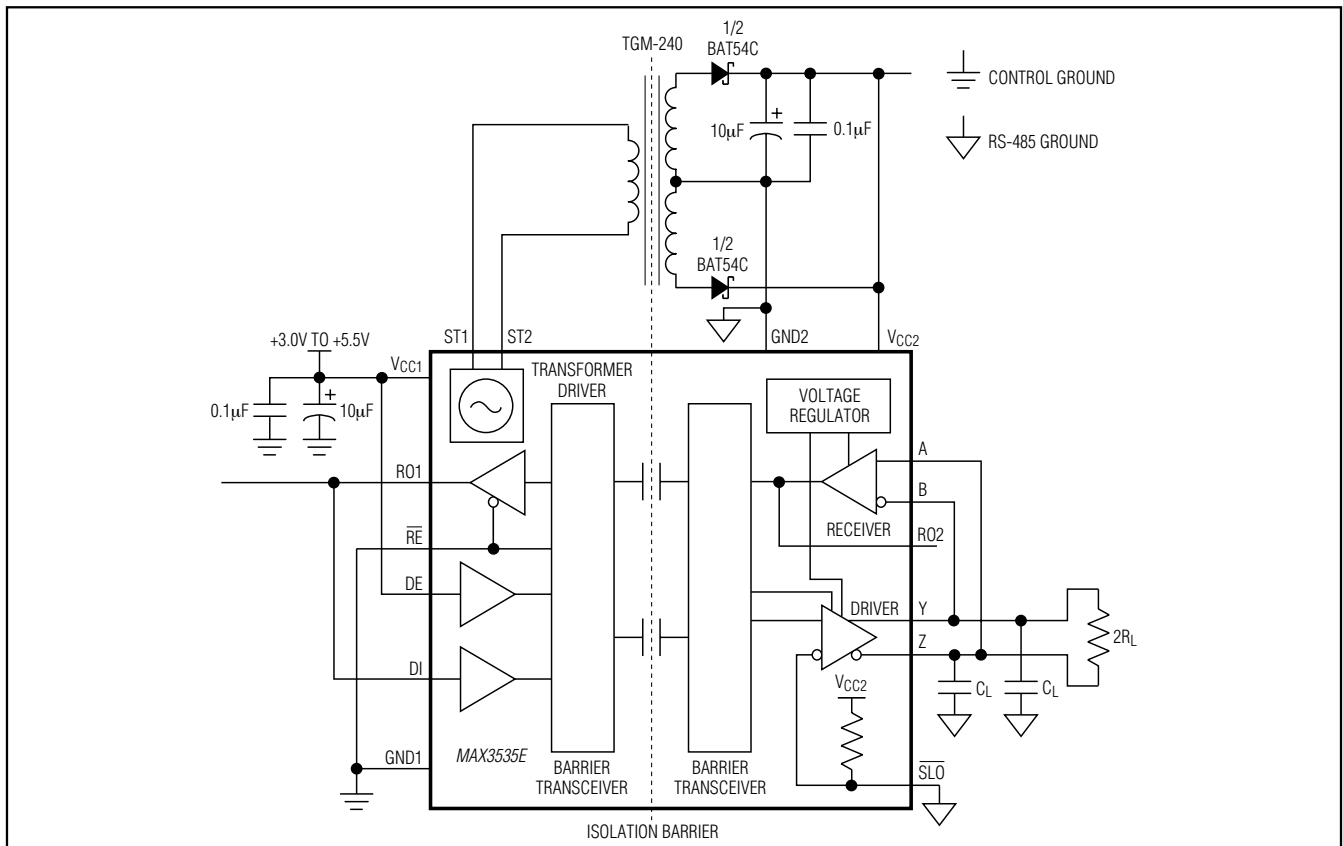 1/2
BAT54C
TGM-240
CONTROL GROUND
10µF
+
0.1µF
RS-485 GROUND
1/2
BAT54C
ST1
ST2
GND2
VCC2
+3.0V TO +5.5V
VCC1
0.1µF
+
10µF
TRANSFORMER
DRIVER
VOLTAGE
REGULATOR
A
RO1
B
RECEIVER
RO2
RE
DE
DRIVER
Y
Z
2RL
DI
VCC2
CL
CL
GND1
MAX3535E
BARRIER
TRANSCEIVER
BARRIER
TRANSCEIVER
SLO
ISOLATION BARRIER